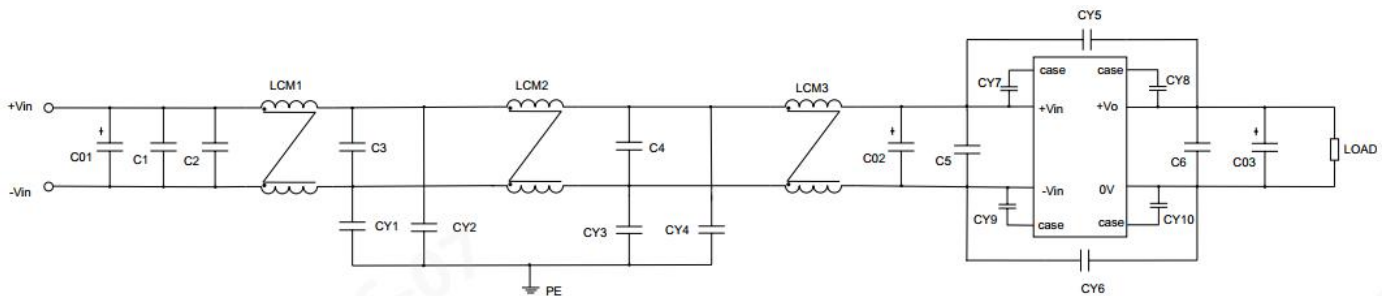 CY5
LCM1
LCM2
LCM3
case
case
CY7
CY8
+Vin
+Vin
+Vo
C01
C1
C2
C3
C4
C02
C5
C6
C03
LOAD
-Vin
-Vin
0V
CY9
CY10
case
case
CY1
CY2
CY3
CY4
PE
CY6